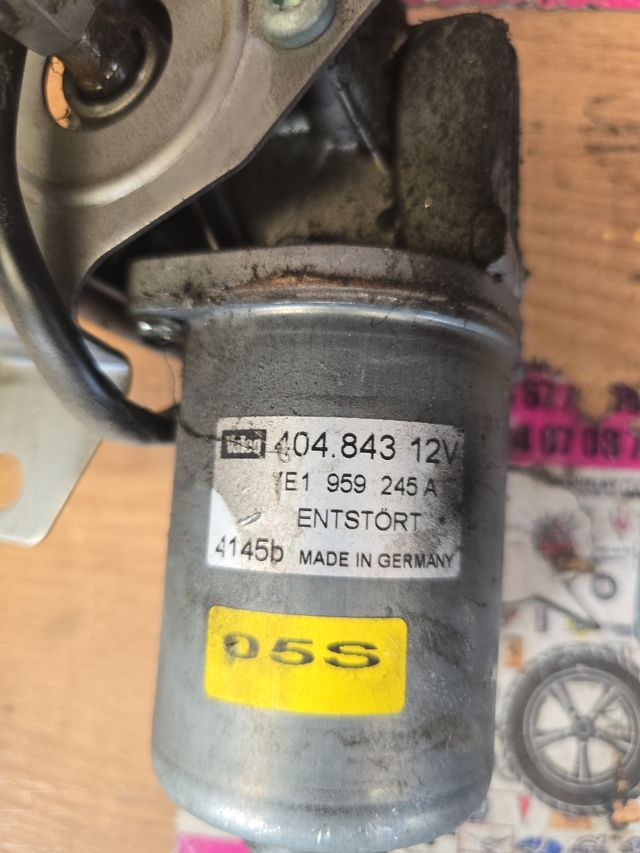 404.843 12V
E1 959 245 A
ENTSTÖRT
4145b MADE IN GERMANY
05S